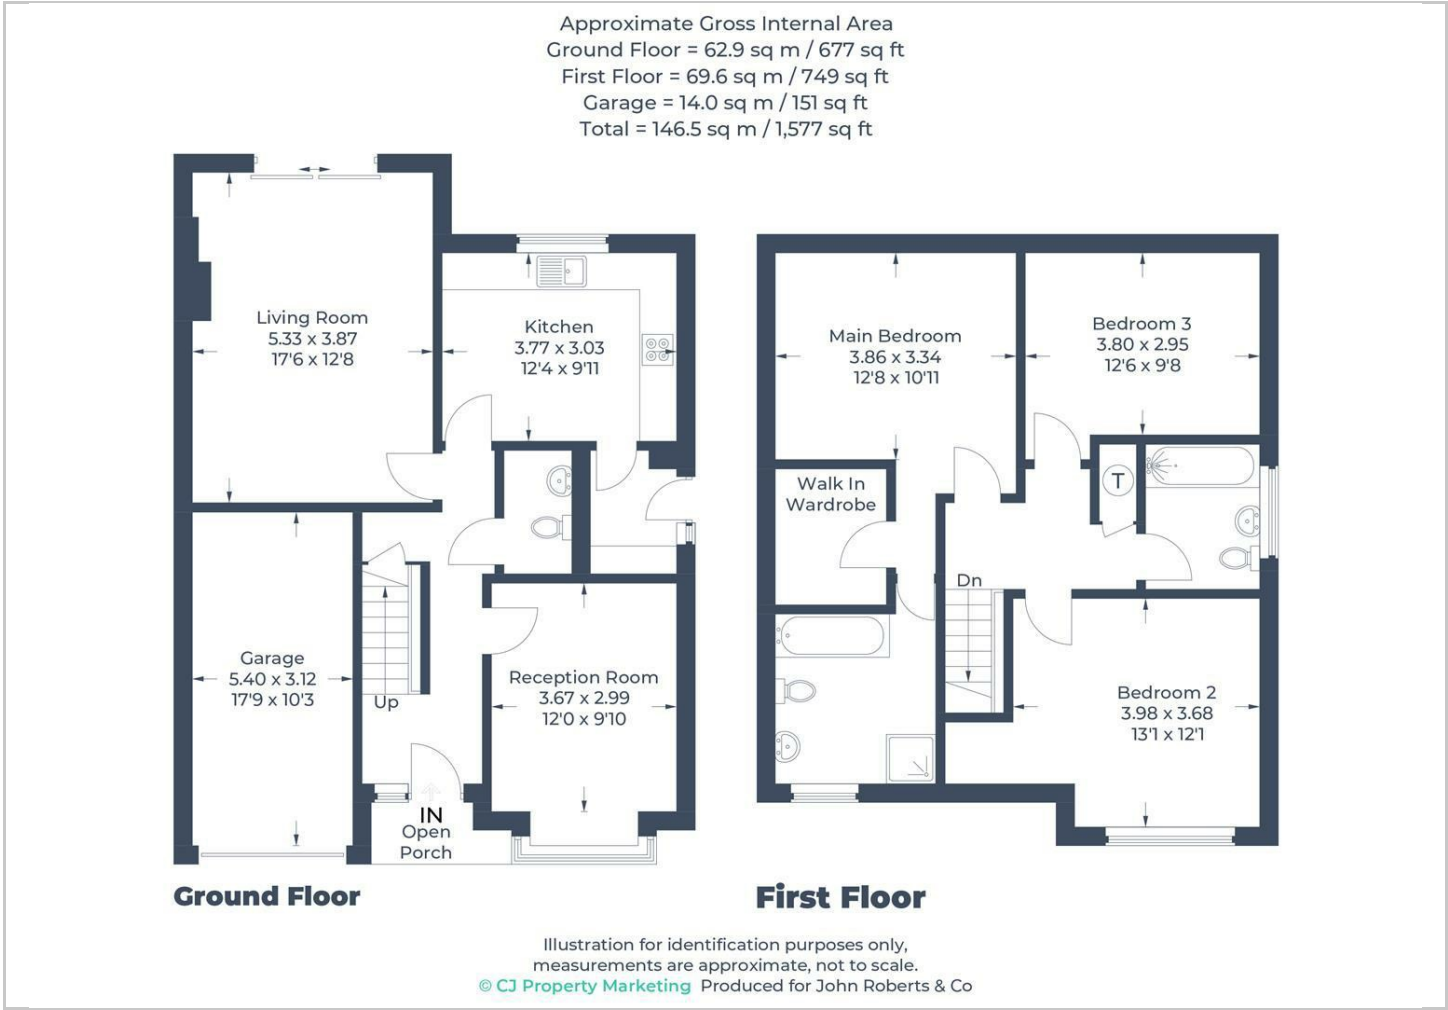 Approximate Gross Internal Area
Ground Floor = 62.9 sq m / 677 sq ft
First Floor = 69.6 sq m / 749 sq ft
Garage = 14.0 sq m / 151 sq ft
Total = 146.5 sq m / 1,577 sq ft
Living Room
5.33 x 3.87
17'6 x 12'8
Kitchen
3.77 x 3.03
12'4 x 9'11
Garage
5.40 x 3.12
17'9 x 10'3
Up
Reception Room
3.67 x 2.99
12'0 x 9'10
IN
Open
Porch
Ground Floor
Main Bedroom
3.86 x 3.34
12'8 x 10'11
Bedroom 3
3.80 x 2.95
12'6 x 9'8
Walk In
Wardrobe
T
Dn
Bedroom 2
3.98 x 3.68
13'1 x 12'1
First Floor
Illustration for identification purposes only,
measurements are approximate, not to scale.
© CJ Property Marketing Produced for John Roberts & Co